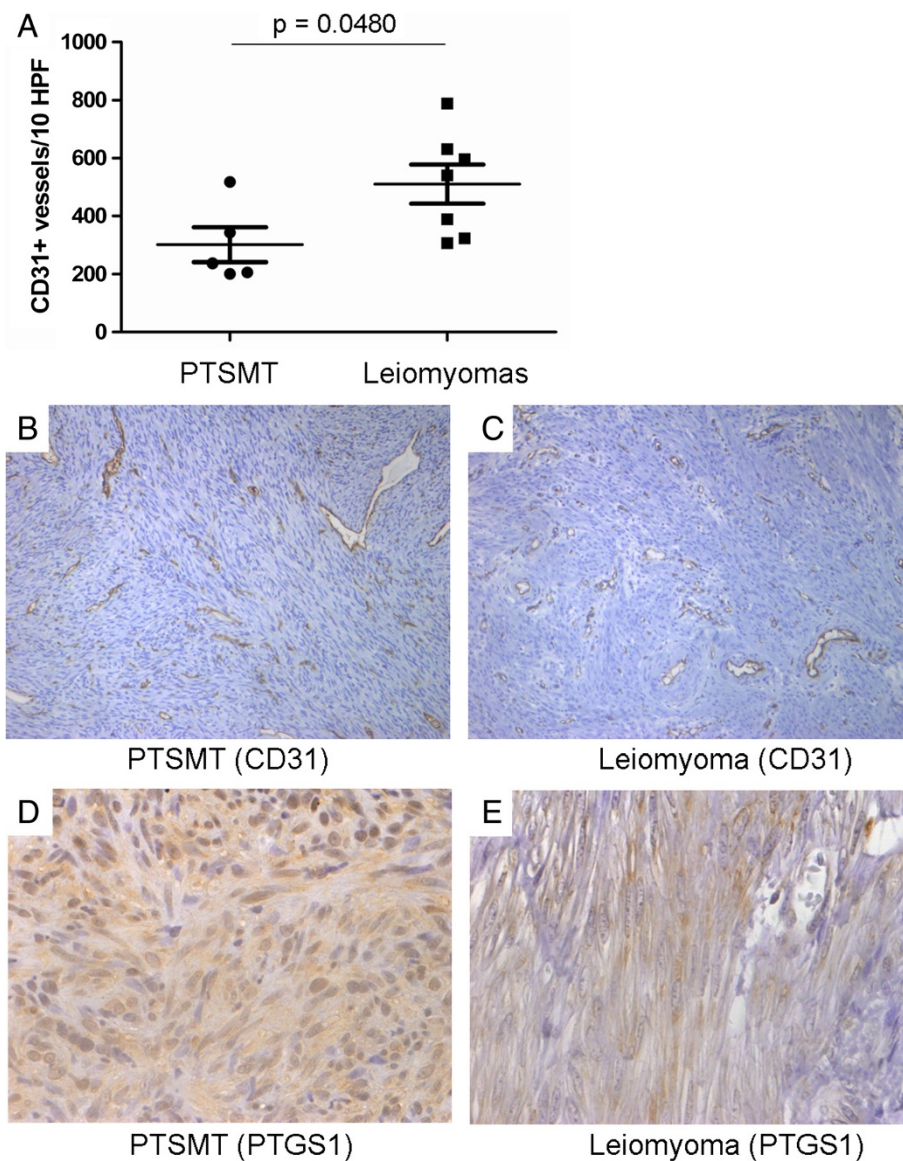 A
p = 0.0480
CD31+ vessels/10 HPF
1000
800
600
400
200
0
PTSMT
Leiomyomas
B
C
PTSMT (CD31)
Leiomyoma (CD31)
D
E
PTSMT (PTGS1)
Leiomyoma (PTGS1)